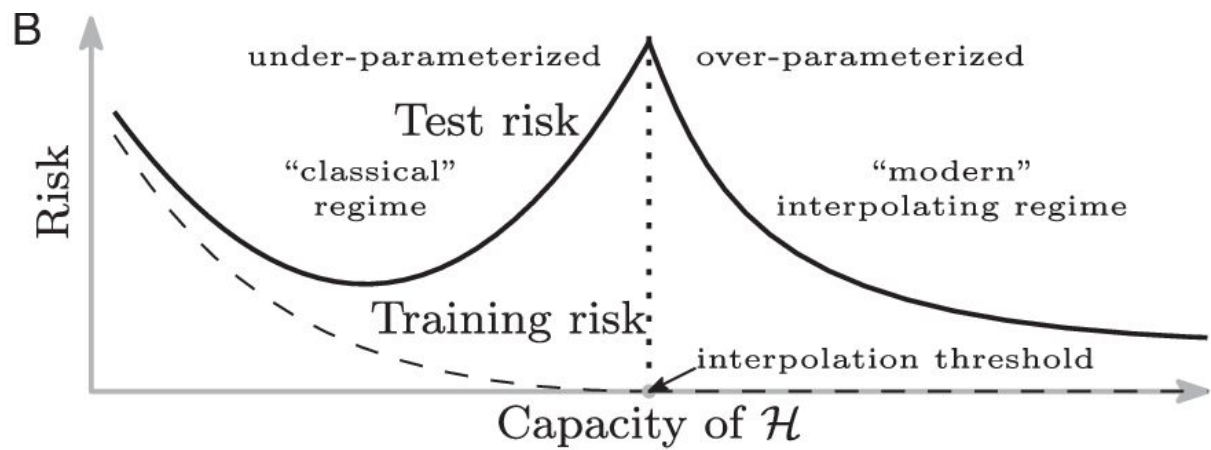 B
under-parameterized
over-parameterized
Test risk
“classical”
regime
“modern”
interpolating regime
Risk
Training risk
interpolation threshold
Capacity of ℋ